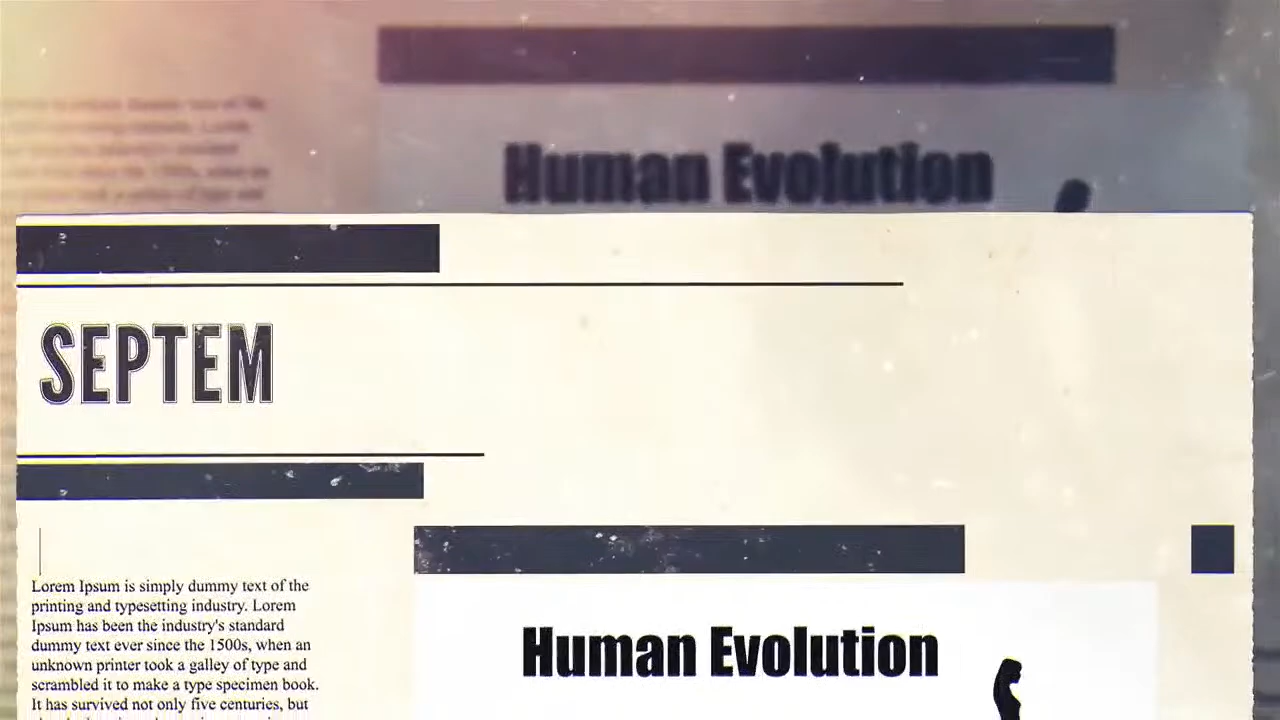 Human Evolution
SEPTEM
Lorem Ipsum is simply dummy text of the
printing and typesetting industry. Lorem
Ipsum has been the industry's standard
dummy text ever since the 1500s, when an
unknown printer took a galley of type and
scrambled it to make a type specimen book.
It has survived not only five centuries, but
Human Evolution